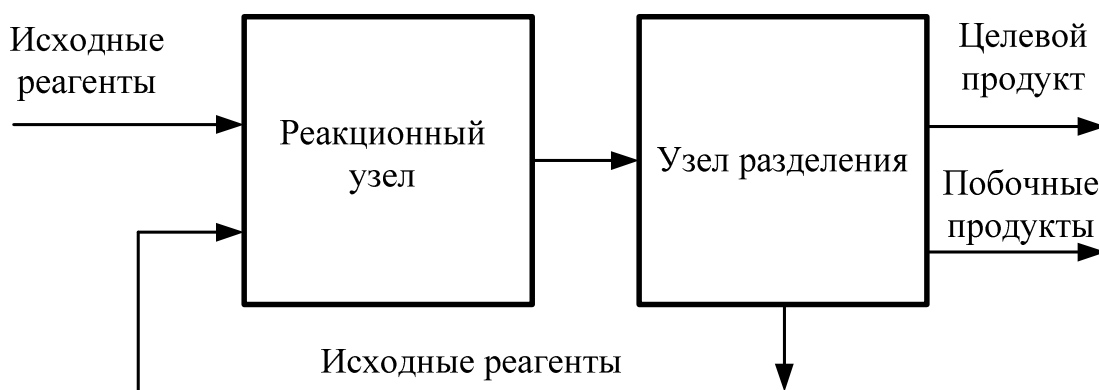 Исходные
реагенты
Реакционный
узел
Узел разделения
Целевой
продукт
Побочные
продукты
Исходные реагенты